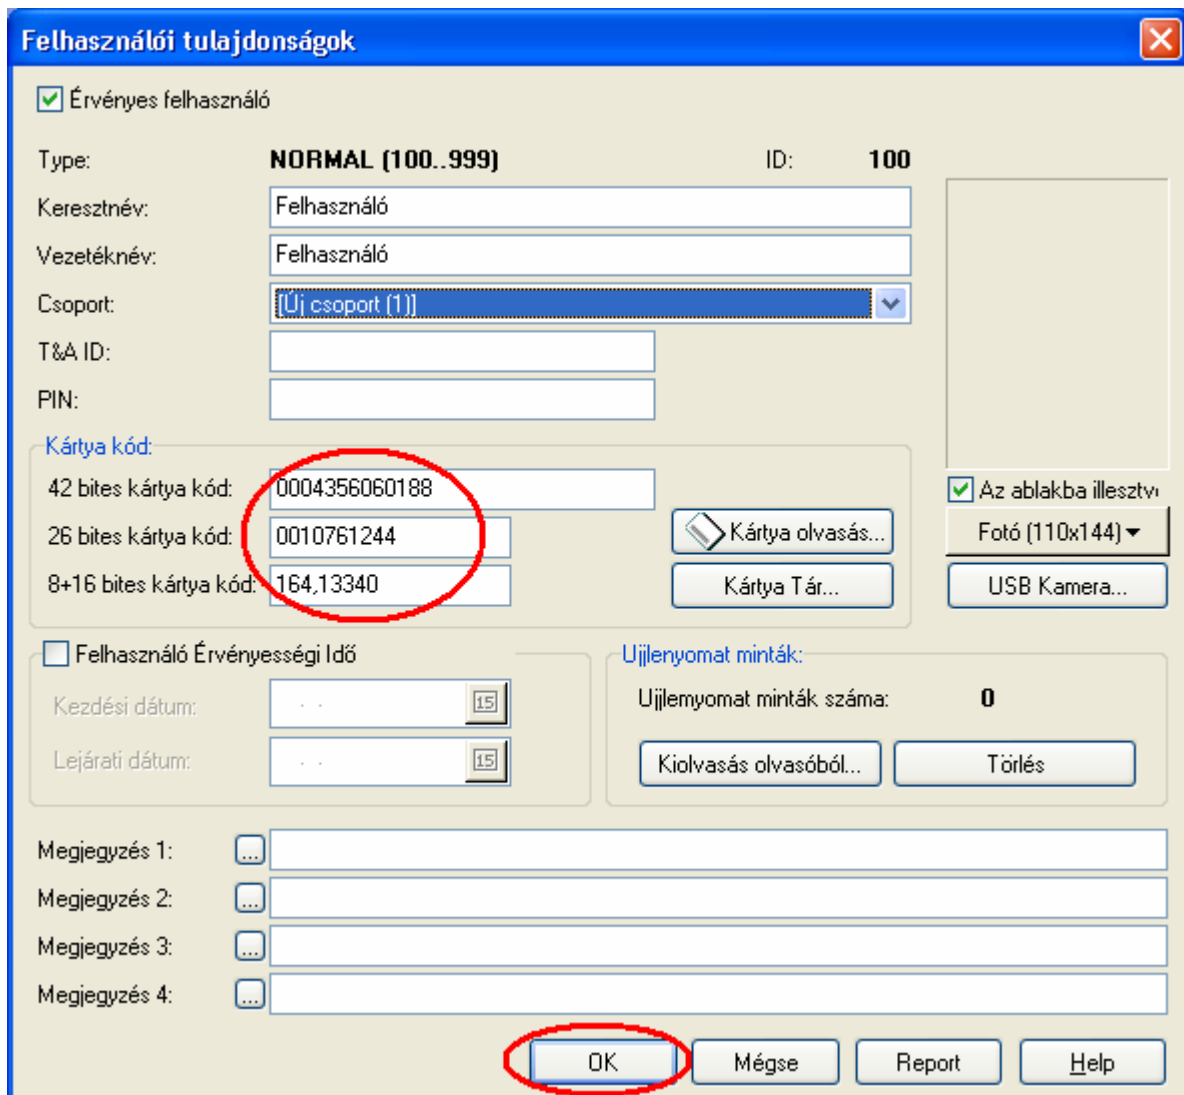 Felhasználói tulajdonságok
Érvényes felhasználó
Type: NORMAL (100..999) ID: 100
Keresztnév: Felhasználó
Vezetéknév: Felhasználó
Csoport: [Új csoport (1)]
T&A ID:
PIN:
Kártya kód:
42 bites kártya kód: 0004356060188
Az ablakba illesztve
26 bites kártya kód: 0010761244 Kártya olvasás... Fotó (110x144)
8+16 bites kártya kód: 164,13340 Kártya Tár... USB Kamera...
Felhasználó Érvényességi Idő Ujjlenyomat minták:
Kezdési dátum: . . 15 Ujjlemyomat minták száma: 0
Lejárati dátum: . . 15 Kiolvasás olvasóból... Törlés
Megjegyzés 1: ...
Megjegyzés 2: ...
Megjegyzés 3: ...
Megjegyzés 4: ...
OK Mégse Report Help